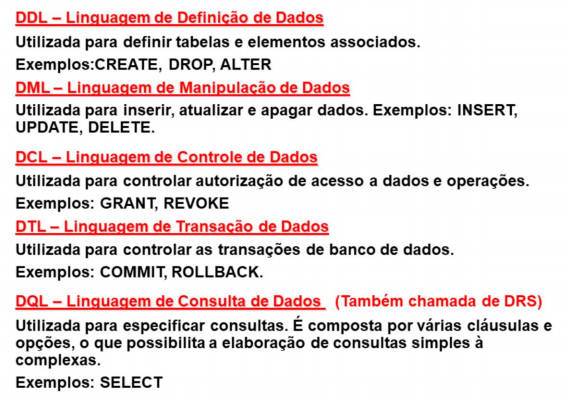 DDL – Linguagem de Definição de Dados
Utilizada para definir tabelas e elementos associados.
Exemplos:CREATE, DROP, ALTER
DML – Linguagem de Manipulação de Dados
Utilizada para inserir, atualizar e apagar dados. Exemplos: INSERT,
UPDATE, DELETE.
DCL – Linguagem de Controle de Dados
Utilizada para controlar autorização de acesso a dados e operações.
Exemplos: GRANT, REVOKE
DTL – Linguagem de Transação de Dados
Utilizada para controlar as transações de banco de dados.
Exemplos: COMMIT, ROLLBACK.
DQL – Linguagem de Consulta de Dados (Também chamada de DRS)
Utilizada para especificar consultas. É composta por várias cláusulas e
opções, o que possibilita a elaboração de consultas simples à
complexas.
Exemplos: SELECT